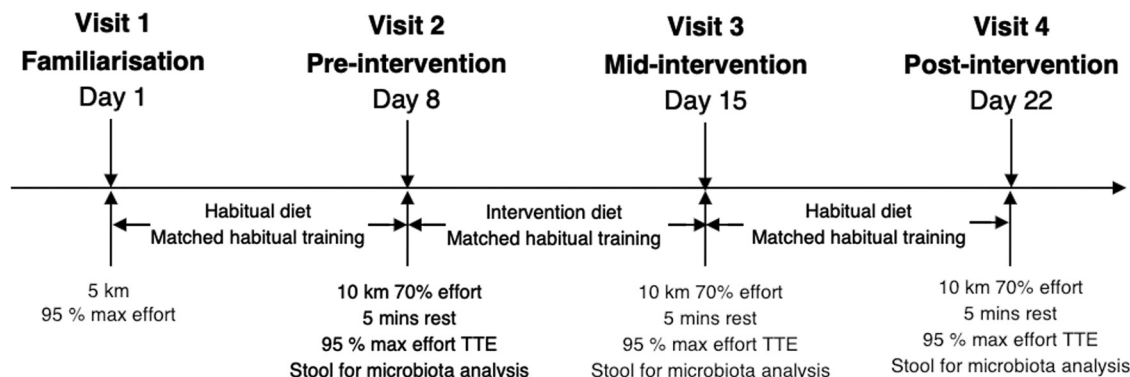 Visit 1
Familiarisation
Day 1
Visit 2
Pre-intervention
Day 8
Visit 3
Mid-intervention
Day 15
Visit 4
Post-intervention
Day 22
Habitual diet
Matched habitual training
Intervention diet
Matched habitual training
Habitual diet
Matched habitual training
5 km
95 % max effort
10 km 70% effort
5 mins rest
95 % max effort TTE
Stool for microbiota analysis
10 km 70% effort
5 mins rest
95 % max effort TTE
Stool for microbiota analysis
10 km 70% effort
5 mins rest
95 % max effort TTE
Stool for microbiota analysis